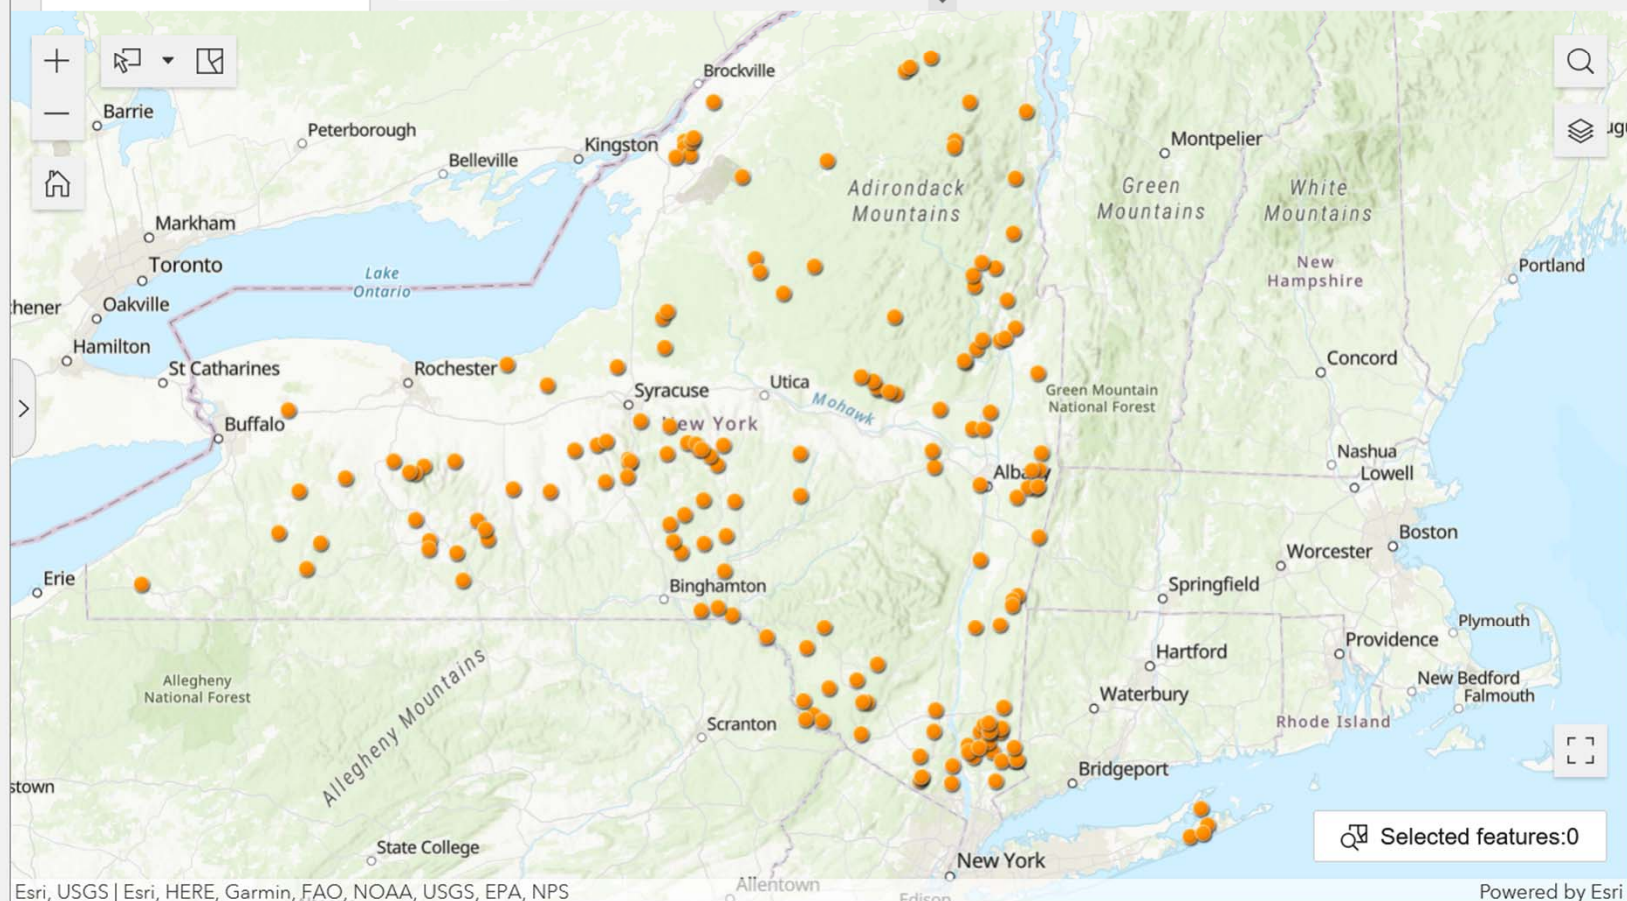 Brockville
Barrie
Peterborough
Kingston
Montpelier
Belleville
Adirondack
Mountains
Green
Mountains
White
Mountains
Markham
Toronto
Lake
Ontario
New
Hampshire
Portland
Oakville
Hamilton
St Catharines
Rochester
Concord
Syracuse
Utica
Mohawk
Green Mountain
National Forest
Buffalo
New York
Nashua
Lowell
Albany
Boston
Worcester
Erie
Binghamton
Springfield
Plymouth
Providence
Hartford
Allegheny
National Forest
Allegheny Mountains
New Bedford
Falmouth
Waterbury
Rhode Island
Scranton
Bridgeport
stown
Selected features:0
State College
New York
Allentown
Edison
Esri, USGS | Esri, HERE, Garmin, FAO, NOAA, USGS, EPA, NPS
Powered by Esri